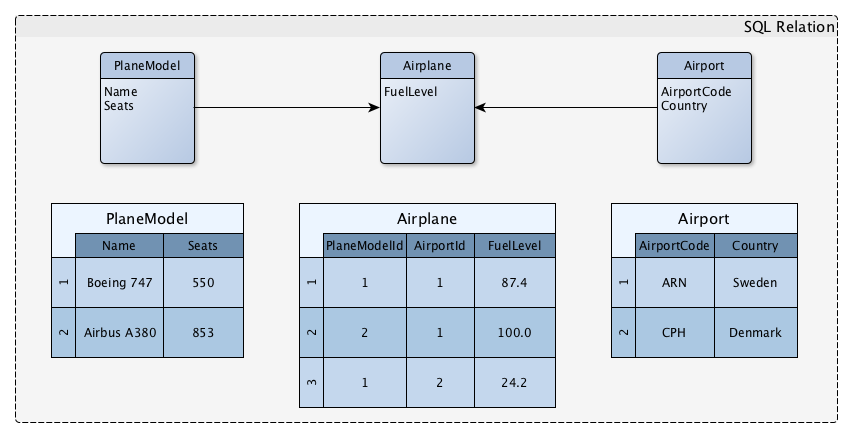 SQL Relation
PlaneModel
Name
Seats
Airplane
FuelLevel
Airport
AirportCode
Country
PlaneModel
Name Seats
1 Boeing 747 550
2 Airbus A380 853
Airplane
PlaneModelId AirportId FuelLevel
1 1 1 87.4
2 2 1 100.0
3 1 2 24.2
Airport
AirportCode Country
1 ARN Sweden
2 CPH Denmark